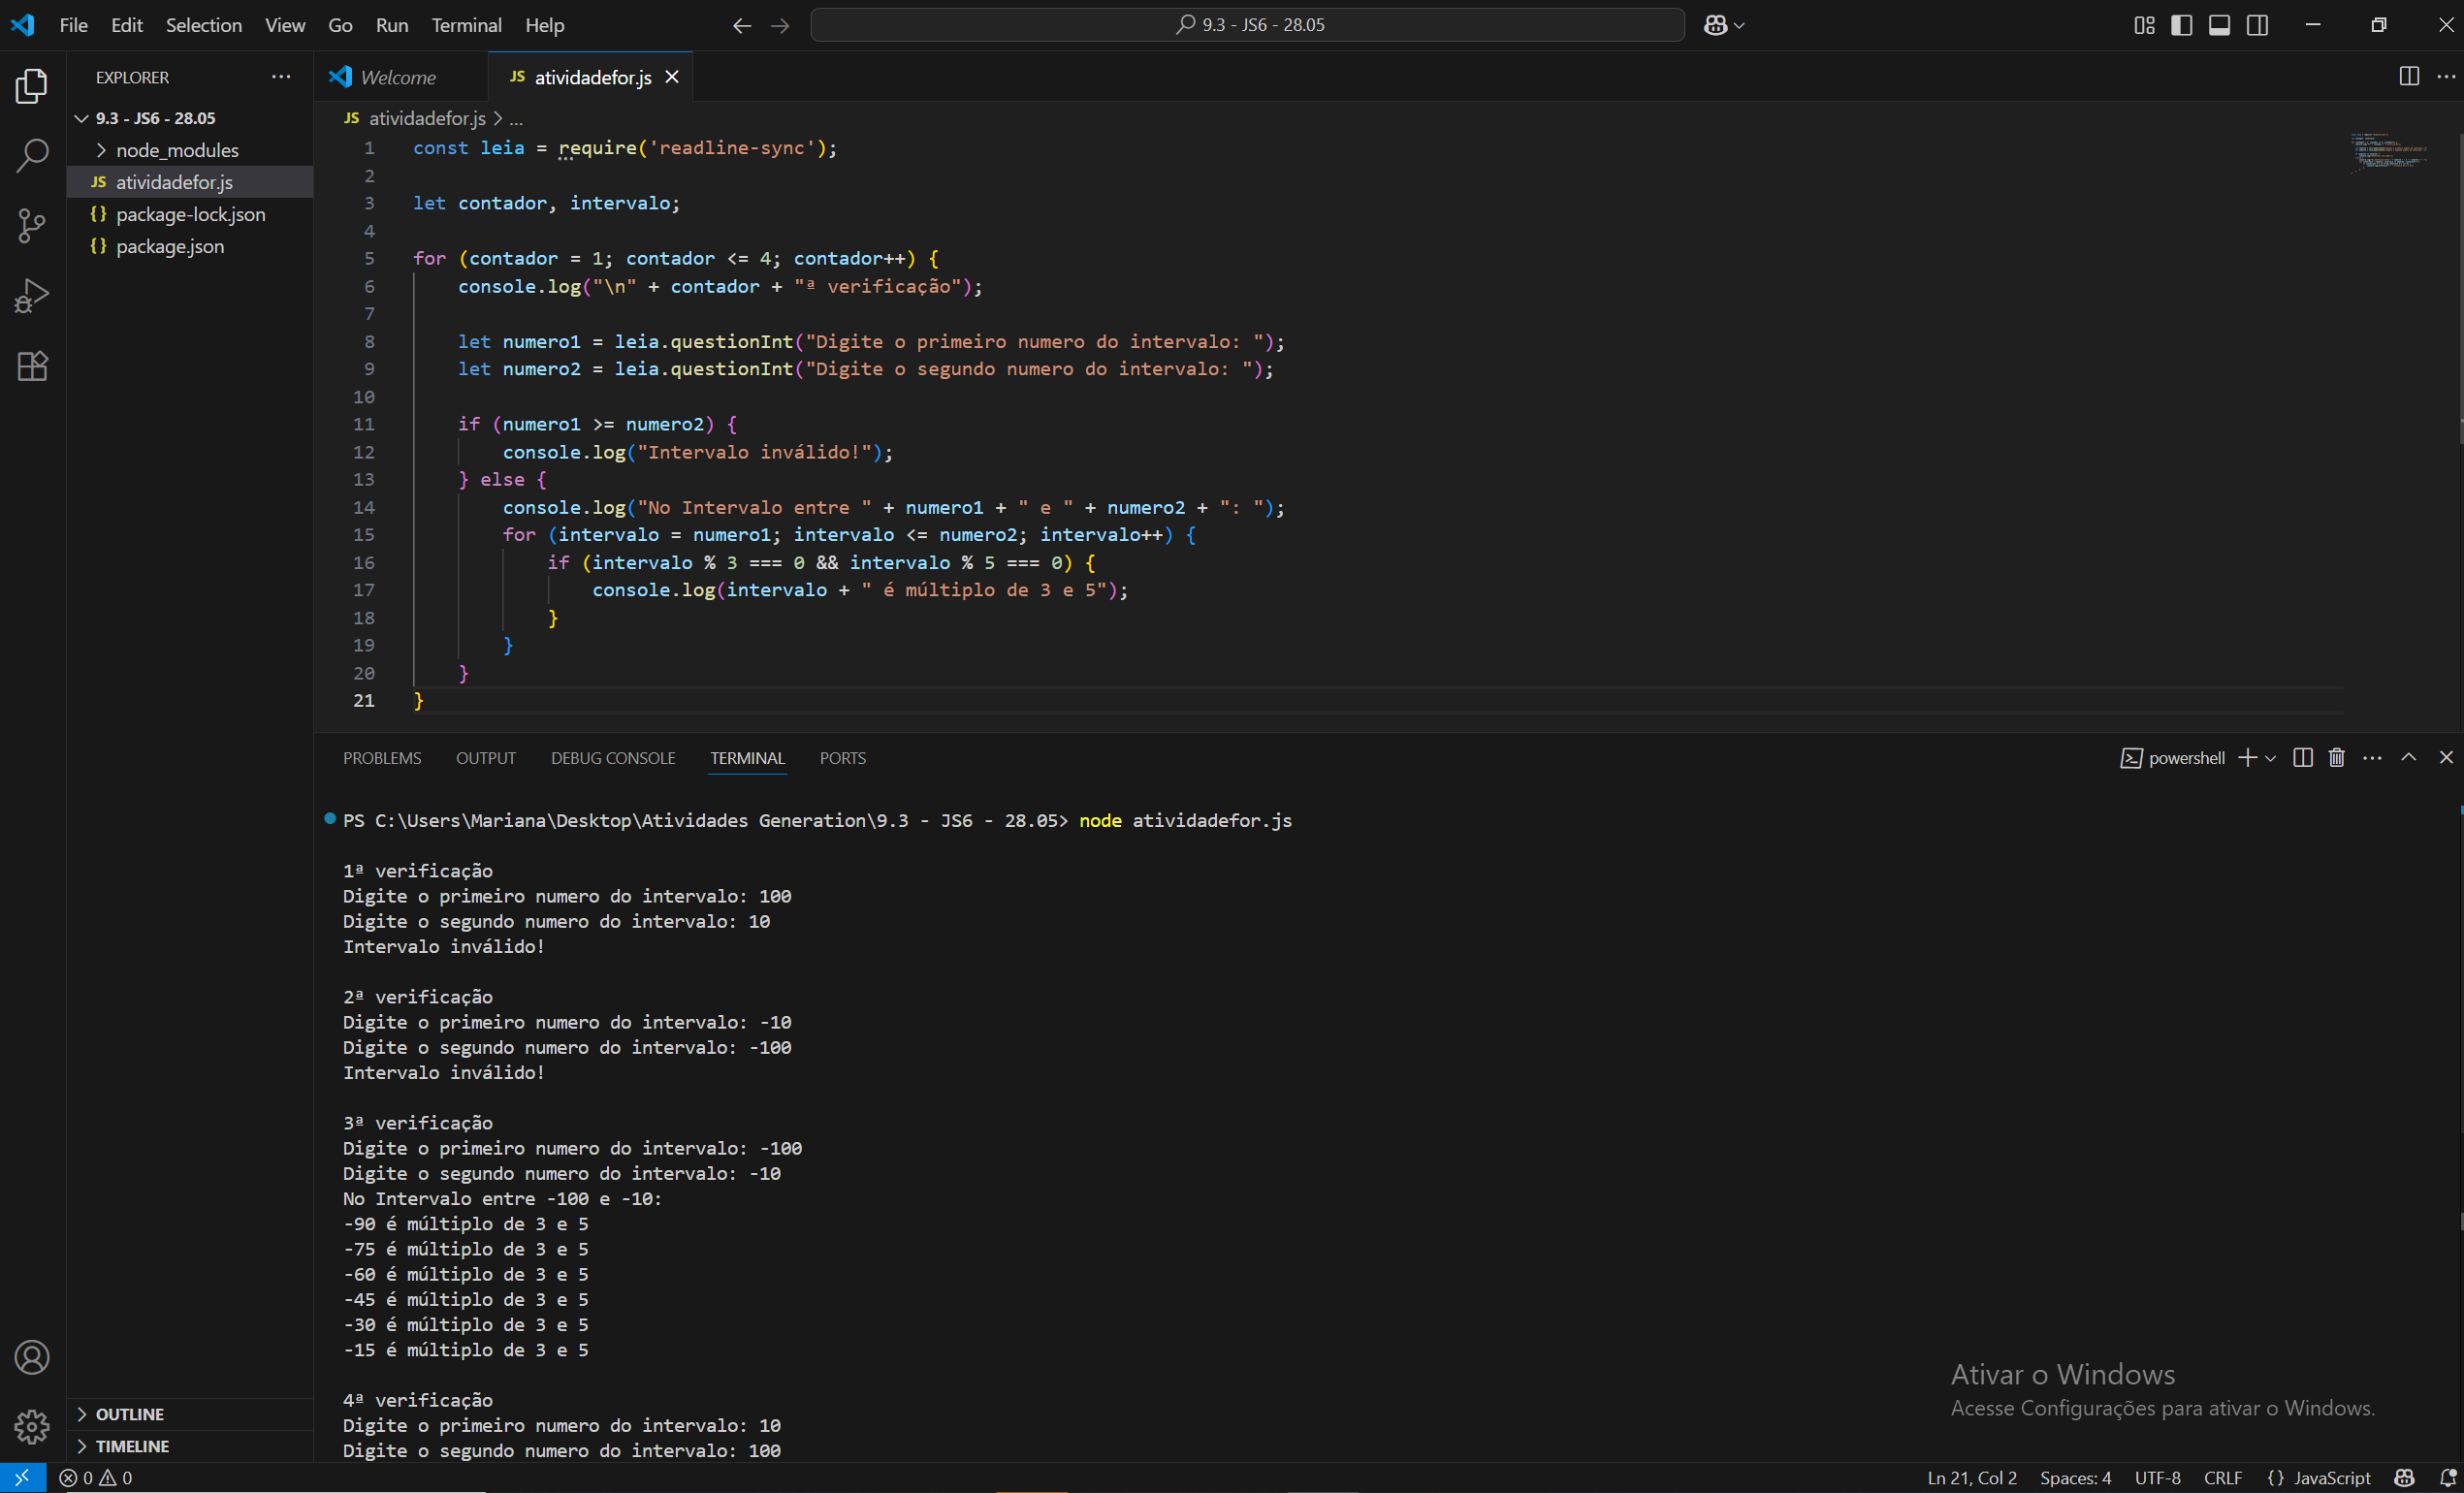 File Edit Selection View Go Run Terminal Help
9.3 - JS6 - 28.05
EXPLORER
9.3 - JS6 - 28.05
node_modules
JS atividadefor.js
{} package-lock.json
{} package.json
OUTLINE
TIMELINE
Welcome
JS atividadefor.js
JS atividadefor.js > ...
1 const leia = require('readline-sync');
2
3 let contador, intervalo;
4
5 for (contador = 1; contador <= 4; contador++) {
6 console.log("\n" + contador + "ª verificação");
7
8 let numero1 = leia.questionInt("Digite o primeiro numero do intervalo: ");
9 let numero2 = leia.questionInt("Digite o segundo numero do intervalo: ");
10
11 if (numero1 >= numero2) {
12 console.log("Intervalo inválido!");
13 } else {
14 console.log("No Intervalo entre " + numero1 + " e " + numero2 + ": ");
15 for (intervalo = numero1; intervalo <= numero2; intervalo++) {
16 if (intervalo % 3 === 0 && intervalo % 5 === 0) {
17 console.log(intervalo + " é múltiplo de 3 e 5");
18 }
19 }
20 }
21 }
PROBLEMS OUTPUT DEBUG CONSOLE TERMINAL PORTS
powershell
PS C:\Users\Mariana\Desktop\Atividades Generation\9.3 - JS6 - 28.05> node atividadefor.js
1ª verificação
Digite o primeiro numero do intervalo: 100
Digite o segundo numero do intervalo: 10
Intervalo inválido!
2ª verificação
Digite o primeiro numero do intervalo: -10
Digite o segundo numero do intervalo: -100
Intervalo inválido!
3ª verificação
Digite o primeiro numero do intervalo: -100
Digite o segundo numero do intervalo: -10
No Intervalo entre -100 e -10:
-90 é múltiplo de 3 e 5
-75 é múltiplo de 3 e 5
-60 é múltiplo de 3 e 5
-45 é múltiplo de 3 e 5
-30 é múltiplo de 3 e 5
-15 é múltiplo de 3 e 5
4ª verificação
Digite o primeiro numero do intervalo: 10
Digite o segundo numero do intervalo: 100
Ativar o Windows
Acesse Configurações para ativar o Windows.
0 0
Ln 21, Col 2 Spaces: 4 UTF-8 CRLF {} JavaScript